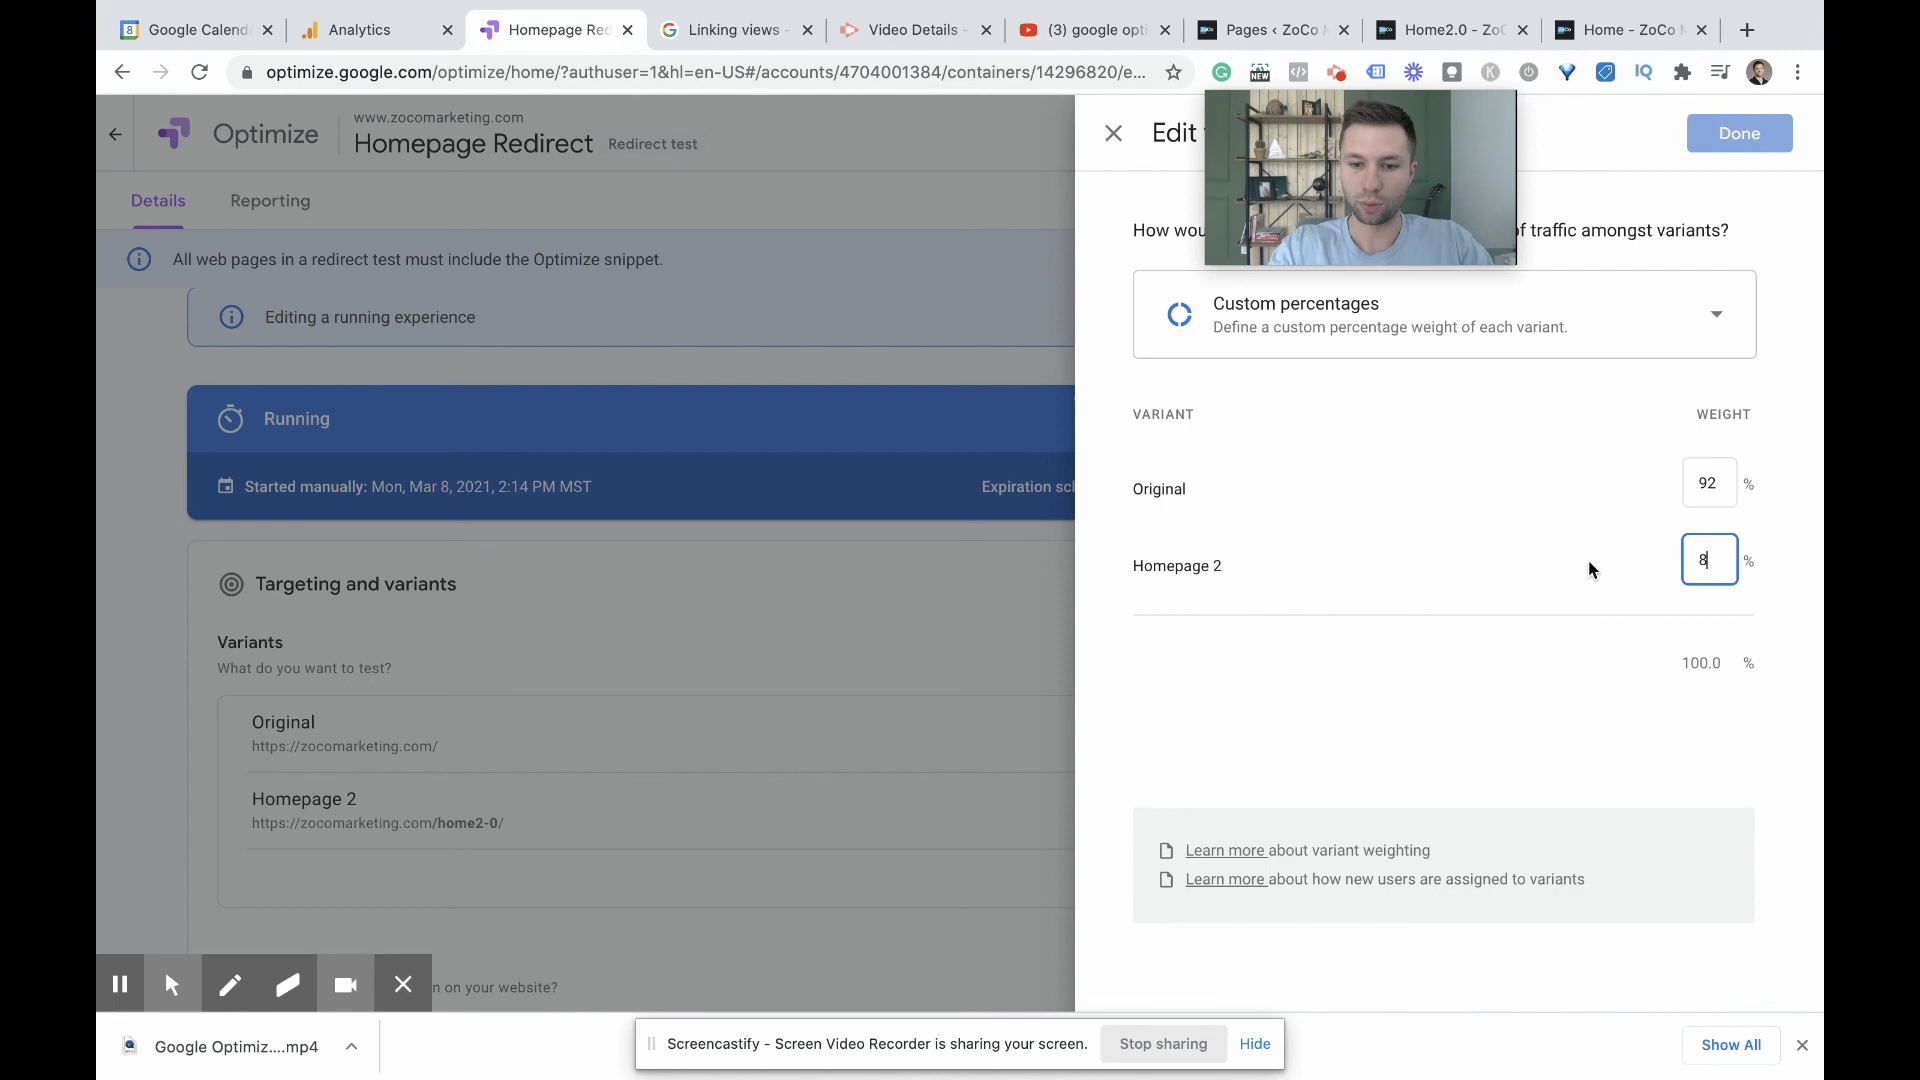 Google Calend
Analytics
Homepage Red
Linking views -
Video Details -
(3) google opti
Pages ‹ ZoCo M
Home2.0 - ZoC
Home - ZoCo M
optimize.google.com/optimize/home/?authuser=1&hl=en-US#/accounts/4704001384/containers/14296820/e...
NEW
IQ
Optimize
www.zocomarketing.com
Homepage Redirect Redirect test
Edit
Done
Details
Reporting
How wou
f traffic amongst variants?
All web pages in a redirect test must include the Optimize snippet.
Editing a running experience
Custom percentages
Define a custom percentage weight of each variant.
Running
VARIANT
WEIGHT
Started manually: Mon, Mar 8, 2021, 2:14 PM MST
Expiration sch
Original
92 %
Homepage 2
8 %
Targeting and variants
Variants
What do you want to test?
100.0 %
Original
https://zocomarketing.com/
Homepage 2
https://zocomarketing.com/home2-0/
Learn more about variant weighting
Learn more about how new users are assigned to variants
n on your website?
Google Optimiz....mp4
Screencastify - Screen Video Recorder is sharing your screen.
Stop sharing
Hide
Show All